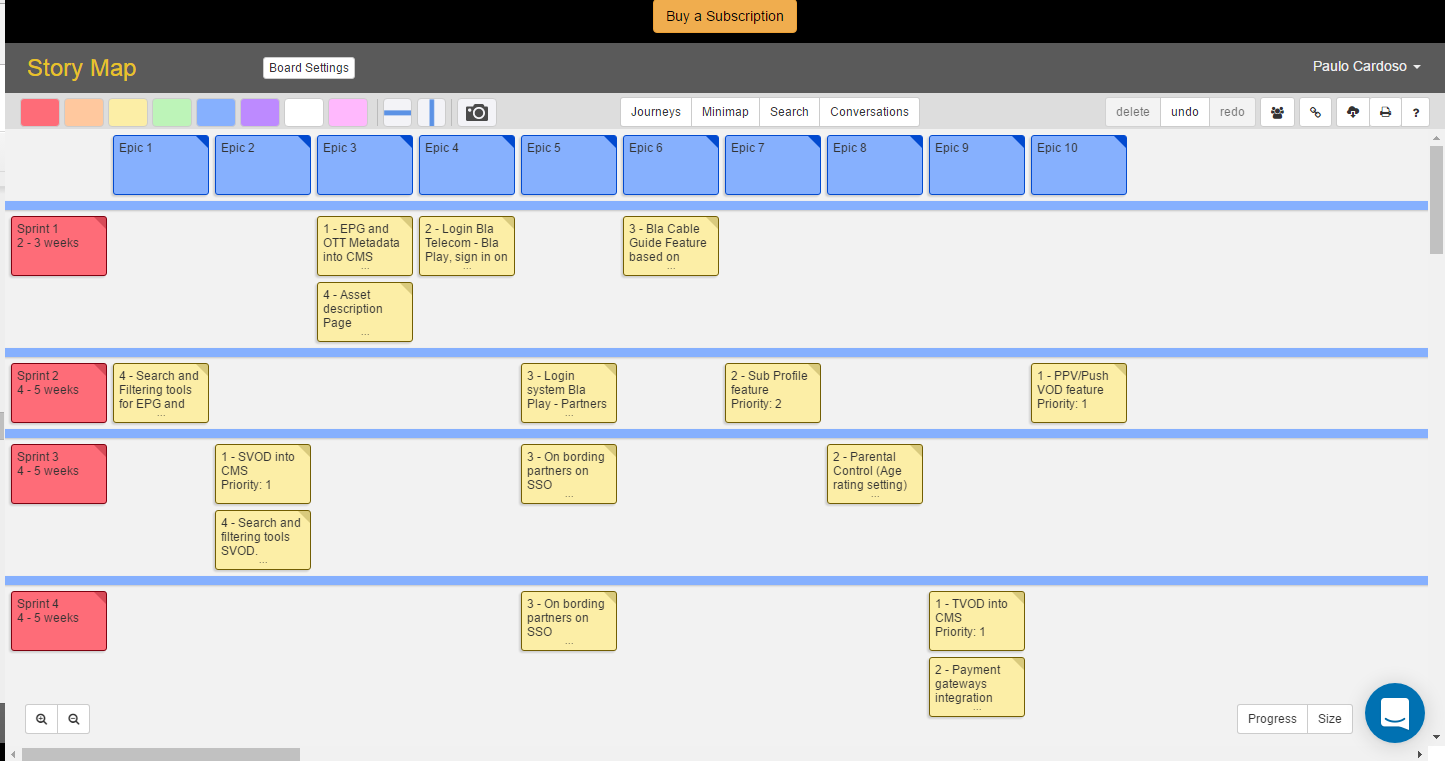 Buy a Subscription
Story Map
Board Settings
Paulo Cardoso
Journeys
Minimap
Search
Conversations
delete
undo
redo
?
Epic 1
Epic 2
Epic 3
Epic 4
Epic 5
Epic 6
Epic 7
Epic 8
Epic 9
Epic 10
Sprint 1
2 - 3 weeks
1 - EPG and
OTT Metadata
into CMS
...
2 - Login Bla
Telecom - Bla
Play, sign in on
...
3 - Bla Cable
Guide Feature
based on
...
4 - Asset
description
Page
...
Sprint 2
4 - 5 weeks
4 - Search and
Filtering tools
for EPG and
...
3 - Login
system Bla
Play - Partners
...
2 - Sub Profile
feature
Priority: 2
1 - PPV/Push
VOD feature
Priority: 1
Sprint 3
4 - 5 weeks
1 - SVOD into
CMS
Priority: 1
3 - On bording
partners on
SSO
...
2 - Parental
Control (Age
rating setting)
...
4 - Search and
filtering tools
SVOD.
...
Sprint 4
4 - 5 weeks
3 - On bording
partners on
SSO
...
1 - TVOD into
CMS
Priority: 1
2 - Payment
gateways
integration
...
Progress
Size